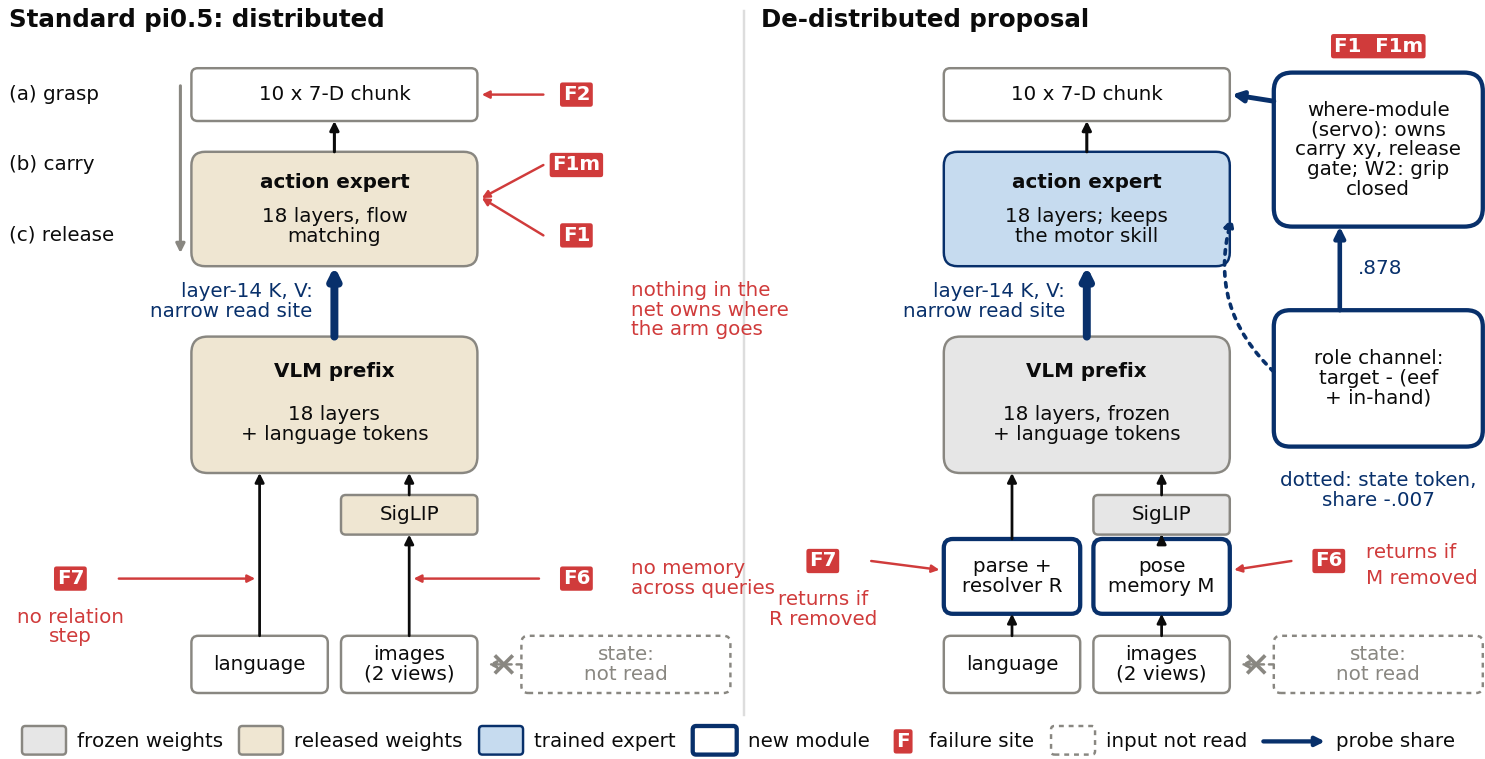 Standard pi0.5: distributed
(a) grasp
(b) carry
(c) release
10 x 7-D chunk
F2
action expert
18 layers, flow
matching
F1m
F1
layer-14 K, V:
narrow read site
nothing in the
net owns where
the arm goes
VLM prefix
18 layers
+ language tokens
SigLIP
F7
no relation
step
F6
no memory
across queries
language
images
(2 views)
state:
not read
De-distributed proposal
F1 F1m
10 x 7-D chunk
where-module
(servo): owns
carry xy, release
gate; W2: grip
closed
action expert
18 layers; keeps
the motor skill
.878
layer-14 K, V:
narrow read site
role channel:
target - (eef
+ in-hand)
VLM prefix
18 layers, frozen
+ language tokens
dotted: state token,
share -.007
SigLIP
F7
returns if
R removed
parse +
resolver R
pose
memory M
F6
returns if
M removed
language
images
(2 views)
state:
not read
frozen weights
released weights
trained expert
new module
F
failure site
input not read
probe share